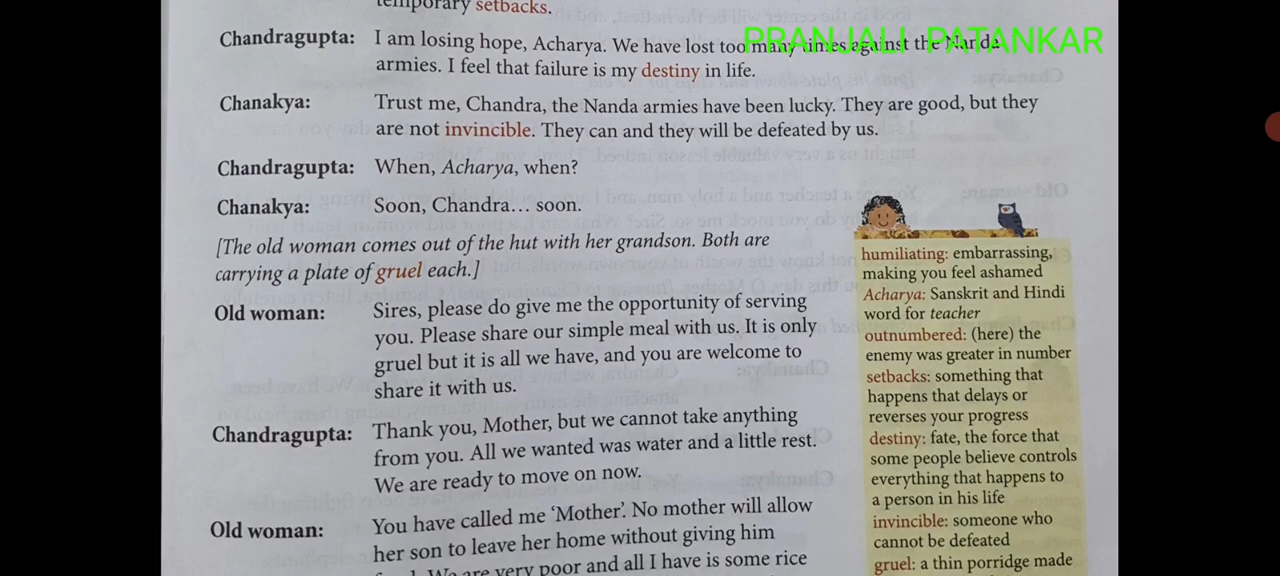 temporary setbacks.
PRANJALI PATANKAR
Chandragupta: I am losing hope, Acharya. We have lost too many times against the Nanda
armies. I feel that failure is my destiny in life.
Chanakya: Trust me, Chandra, the Nanda armies have been lucky. They are good, but they
are not invincible. They can and they will be defeated by us.
Chandragupta: When, Acharya, when?
Chanakya: Soon, Chandra… soon.
[The old woman comes out of the hut with her grandson. Both are
carrying a plate of gruel each.]
Old woman: Sires, please do give me the opportunity of serving
you. Please share our simple meal with us. It is only
gruel but it is all we have, and you are welcome to
share it with us.
Chandragupta: Thank you, Mother, but we cannot take anything
from you. All we wanted was water and a little rest.
We are ready to move on now.
Old woman: You have called me ‘Mother’. No mother will allow
her son to leave her home without giving him
We are very poor and all I have is some rice
humiliating: embarrassing,
making you feel ashamed
Acharya: Sanskrit and Hindi
word for teacher
outnumbered: (here) the
enemy was greater in number
setbacks: something that
happens that delays or
reverses your progress
destiny: fate, the force that
some people believe controls
everything that happens to
a person in his life
invincible: someone who
cannot be defeated
gruel: a thin porridge made